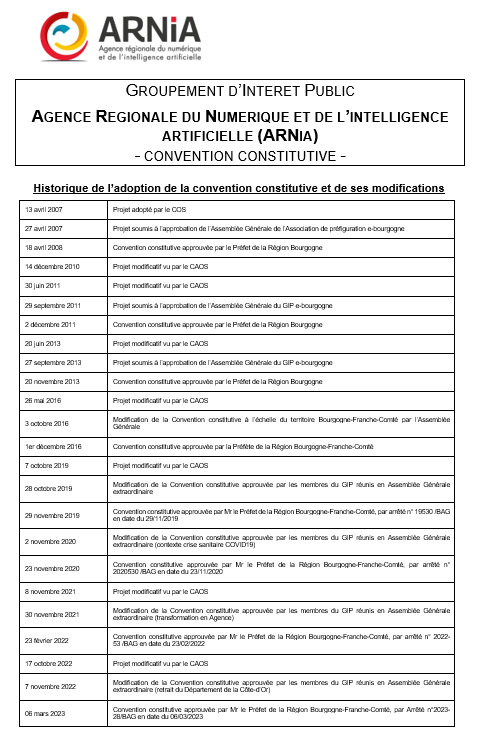 ARNiA
Agence régionale du numérique
et de l'intelligence artificielle
GROUPEMENT D'INTERET PUBLIC
AGENCE REGIONALE DU NUMERIQUE ET DE L'INTELLIGENCE
ARTIFICIELLE (ARNIA)
- CONVENTION CONSTITUTIVE -
Historique de l'adoption de la convention constitutive et de ses modifications
13 avril 2007 Projet adopté par le COS
27 avril 2007 Projet soumis à l'approbation de l'Assemblée Générale de l'Association de préfiguration e-bourgogne
18 avril 2008 Convention constitutive approuvée par le Préfet de la Région Bourgogne
14 décembre 2010 Projet modificatif vu par le CAOS
30 juin 2011 Projet modificatif vu par le CAOS
29 septembre 2011 Projet soumis à l'approbation de l'Assemblée Générale du GIP e-bourgogne
2 décembre 2011 Convention constitutive approuvée par le Préfet de la Région Bourgogne
20 juin 2013 Projet modificatif vu par le CAOS
27 septembre 2013 Projet soumis à l'approbation de l'Assemblée Générale du GIP e-bourgogne
20 novembre 2013 Convention constitutive approuvée par le Préfet de la Région Bourgogne
26 mai 2016 Projet modificatif vu par le CAOS
3 octobre 2016 Modification de la Convention constitutive à l'échelle du territoire Bourgogne-Franche-Comté par l'Assemblée
Générale
1er décembre 2016 Convention constitutive approuvée par la Préfète de la Région Bourgogne-Franche-Comté
7 octobre 2019 Projet modificatif vu par le CAOS
28 octobre 2019 Modification de la Convention constitutive approuvée par les membres du GIP réunis en Assemblée Générale
extraordinaire
29 novembre 2019 Convention constitutive approuvée par Mr le Préfet de la Région Bourgogne-Franche-Comté, par arrêté n° 19530 /BAG
en date du 29/11/2019
2 novembre 2020 Modification de la Convention constitutive approuvée par les membres du GIP réunis en Assemblée Générale
extraordinaire (contexte crise sanitaire COVID19)
23 novembre 2020 Convention constitutive approuvée par Mr le Préfet de la Région Bourgogne-Franche-Comté, par arrêté n°
2020530 /BAG en date du 23/11/2020
8 novembre 2021 Projet modificatif vu par le CAOS
30 novembre 2021 Modification de la Convention constitutive approuvée par les membres du GIP réunis en Assemblée Générale
extraordinaire (transformation en Agence)
23 février 2022 Convention constitutive approuvée par Mr le Préfet de la Région Bourgogne-Franche-Comté, par arrêté n° 2022-
53 /BAG en date du 23/02/2022
17 octobre 2022 Projet modificatif vu par le CAOS
7 novembre 2022 Modification de la Convention constitutive approuvée par les membres du GIP réunis en Assemblée Générale
extraordinaire (retrait du Département de la Côte-d'Or)
06 mars 2023 Convention constitutive approuvée par Mr le Préfet de la Région Bourgogne-Franche-Comté, par Arrêté n°2023-
28/BAG en date du 06/03/2023